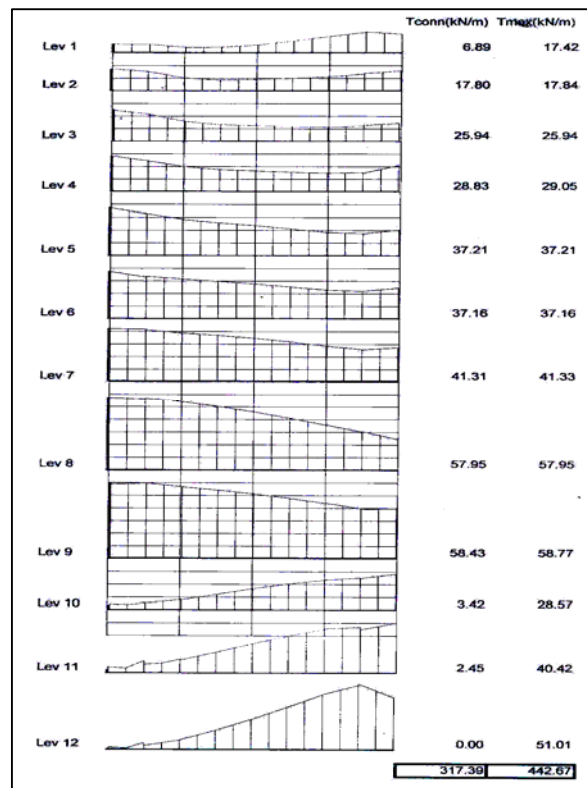 Tconn(kN/m) Tmax(kN/m)
Lev 1 6.89 17.42
Lev 2 17.80 17.84
Lev 3 25.94 25.94
Lev 4 28.83 29.05
Lev 5 37.21 37.21
Lev 6 37.16 37.16
Lev 7 41.31 41.33
Lev 8 57.95 57.95
Lev 9 58.43 58.77
Lev 10 3.42 28.57
Lev 11 2.45 40.42
Lev 12 0.00 51.01
317.39 442.67